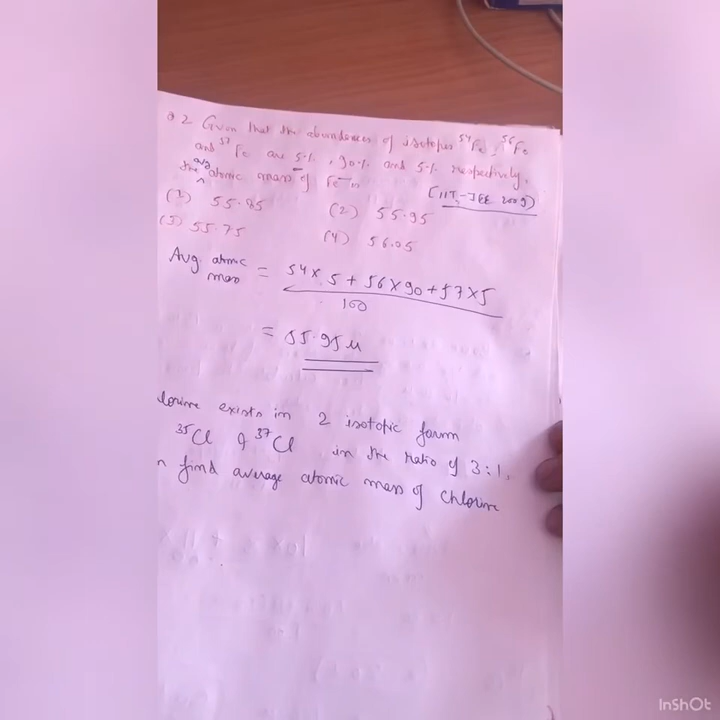 Q 2 Given that the abundances of isotopes ⁵⁴Fe, ⁵⁶Fe
and ⁵⁷Fe are 5%, 90% and 5% respectively.
the avg atomic mass of Fe is
[IIT-JEE 2009)
(1) 55.85 (2) 55.95
(3) 55.75 (4) 56.05
Avg. atomic mass = 54 × 5 + 56 × 90 + 57 × 5
100
= 55.95 u
lorine exists in 2 isotopic form
³⁵Cl & ³⁷Cl in the ratio of 3:1,
n find average atomic mass of chlorine
InShOt